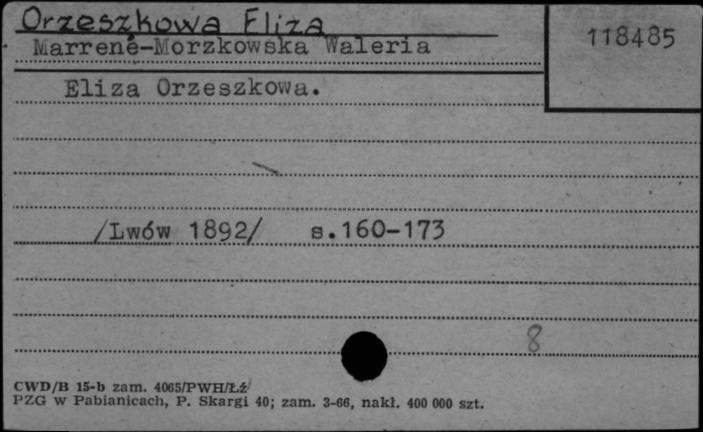 Orzeszkowa Eliza
Marrené-Morzkowska Waleria
118485
Eliza Orzeszkowa.
/Lwów 1892/ s.160-173
8
CWD/B 15-b zam. 4065/PWH/Łź
PZG w Pabianicach, P. Skargi 40; zam. 3-66, nakł. 400 000 szt.